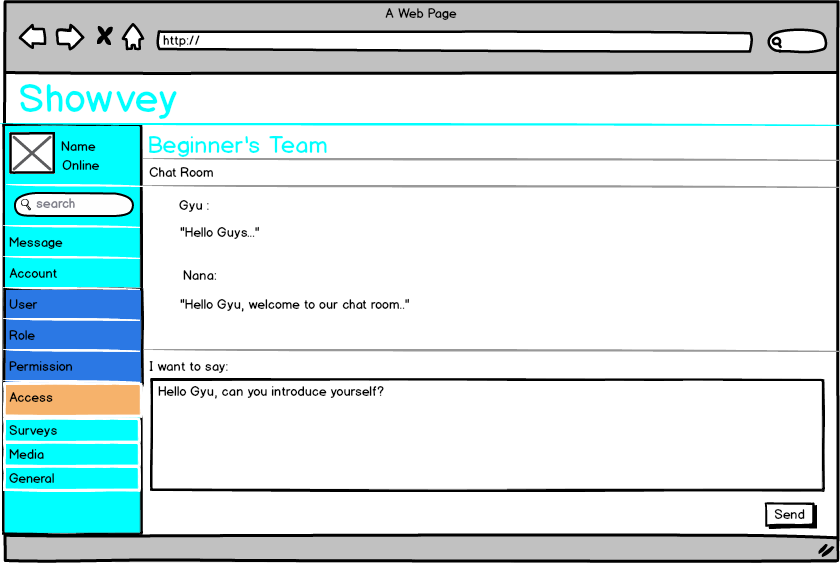 A Web Page
http://
Showvey
Name
Online
search
Message
Account
User
Role
Permission
Access
Surveys
Media
General
Beginner's Team
Chat Room
Gyu :
"Hello Guys..."
Nana:
"Hello Gyu, welcome to our chat room.."
I want to say:
Hello Gyu, can you introduce yourself?
Send